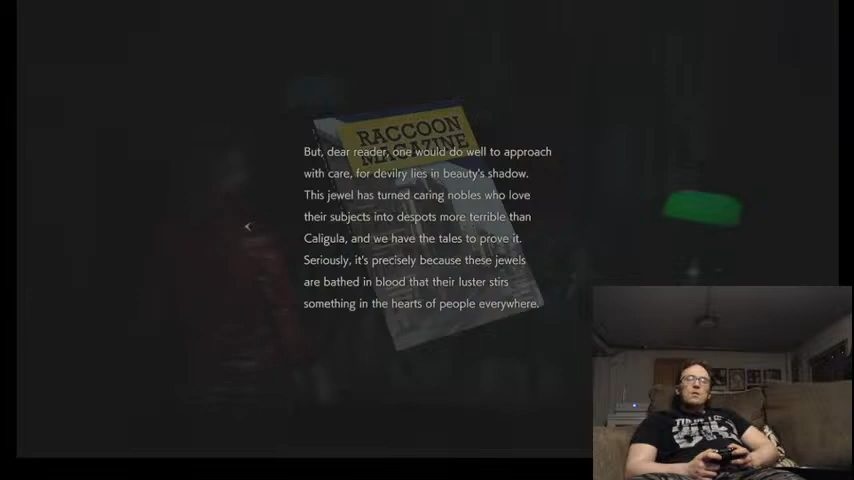 RACCOON
MAGAZINE
But, dear reader, one would do well to approach
with care, for devilry lies in beauty's shadow.
This jewel has turned caring nobles who love
their subjects into despots more terrible than
Caligula, and we have the tales to prove it.
Seriously, it's precisely because these jewels
are bathed in blood that their luster stirs
something in the hearts of people everywhere.